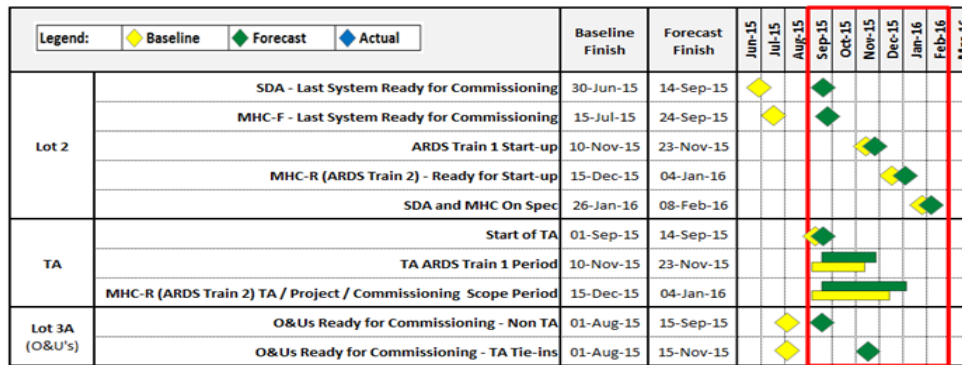 Legend: Baseline Forecast Actual Baseline Finish Forecast Finish Jun-15 Jul-15 Aug-15 Sep-15 Oct-15 Nov-15 Dec-15 Jan-16 Feb-16 Mar-16
Lot 2
SDA - Last System Ready for Commissioning 30-Jun-15 14-Sep-15
MHC-F - Last System Ready for Commissioning 15-Jul-15 24-Sep-15
ARDS Train 1 Start-up 10-Nov-15 23-Nov-15
MHC-R (ARDS Train 2) - Ready for Start-up 15-Dec-15 04-Jan-16
SDA and MHC On Spec 26-Jan-16 08-Feb-16
TA
Start of TA 01-Sep-15 14-Sep-15
TA ARDS Train 1 Period 10-Nov-15 23-Nov-15
MHC-R (ARDS Train 2) TA / Project / Commissioning Scope Period 15-Dec-15 04-Jan-16
Lot 3A
(O&U's)
O&Us Ready for Commissioning - Non TA 01-Aug-15 15-Sep-15
O&Us Ready for Commissioning - TA Tie-ins 01-Aug-15 15-Nov-15